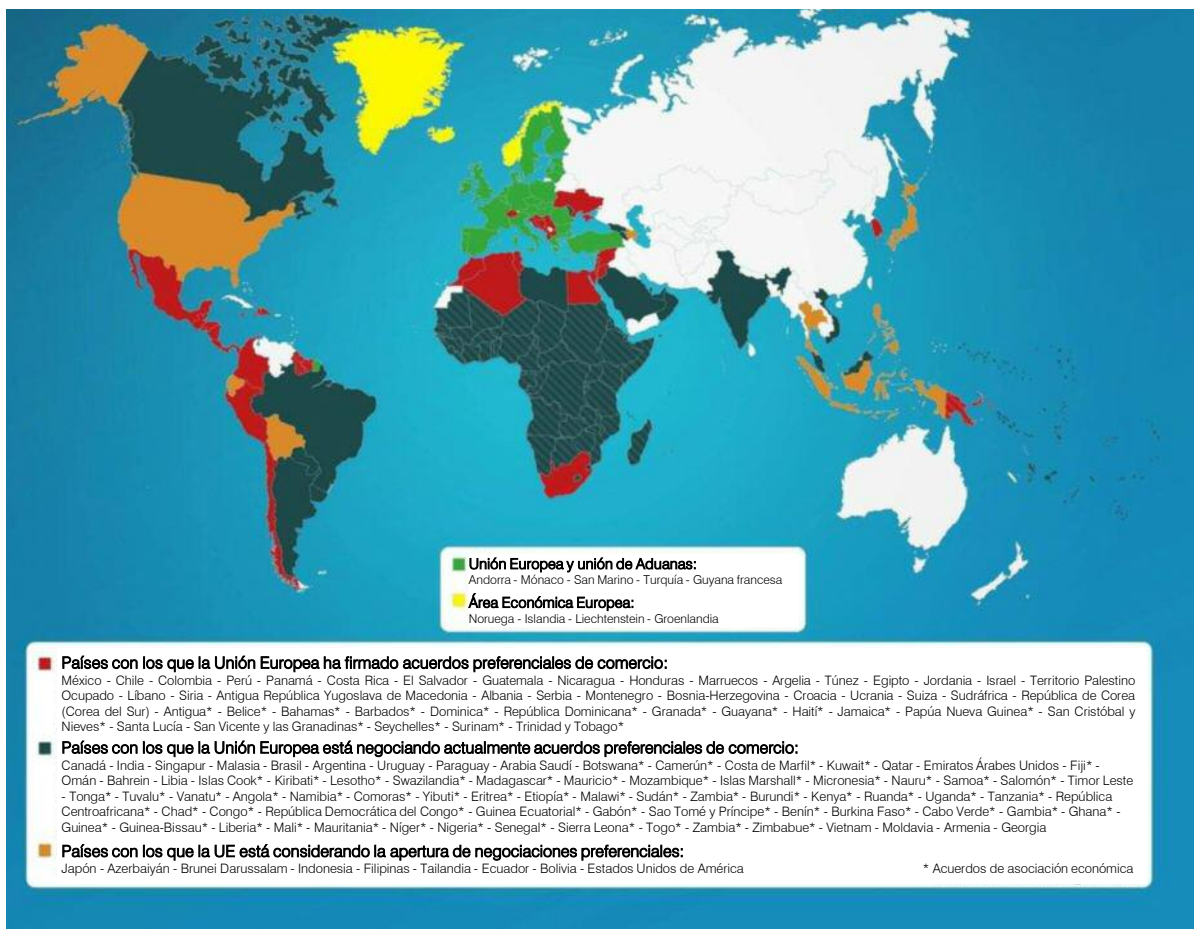 Unión Europea y unión de Aduanas:
Andorra - Mónaco - San Marino - Turquía - Guyana francesa
Área Económica Europea:
Noruega - Islandia - Liechtenstein - Groenlandia
Países con los que la Unión Europea ha firmado acuerdos preferenciales de comercio:
México - Chile - Colombia - Perú - Panamá - Costa Rica - El Salvador - Guatemala - Nicaragua - Honduras - Marruecos - Argelia - Túnez - Egipto - Jordania - Israel - Territorio Palestino
Ocupado - Líbano - Siria - Antigua República Yugoslava de Macedonia - Albania - Serbia - Montenegro - Bosnia-Herzegovina - Croacia - Ucrania - Suiza - Sudráfrica - República de Corea
(Corea del Sur) - Antigua* - Belice* - Bahamas* - Barbados* - Dominica* - República Dominicana* - Granada* - Guayana* - Haití* - Jamaica* - Papúa Nueva Guinea* - San Cristóbal y
Nieves* - Santa Lucía - San Vicente y las Granadinas* - Seychelles* - Surinam* - Trinidad y Tobago*
Países con los que la Unión Europea está negociando actualmente acuerdos preferenciales de comercio:
Canadá - India - Singapur - Malasia - Brasil - Argentina - Uruguay - Paraguay - Arabia Saudí - Botswana* - Camerún* - Costa de Marfil* - Kuwait* - Qatar - Emiratos Árabes Unidos - Fiji* -
Omán - Bahrein - Libia - Islas Cook* - Kiribati* - Lesotho* - Swazilandia* - Madagascar* - Mauricio* - Mozambique* - Islas Marshall* - Micronesia* - Nauru* - Samoa* - Salomón* - Timor Leste
- Tonga* - Tuvalu* - Vanatu* - Angola* - Namibia* - Comoras* - Yibuti* - Eritrea* - Etiopía* - Malawi* - Sudán* - Zambia* - Burundi* - Kenya* - Ruanda* - Uganda* - Tanzania* - República
Centroafricana* - Chad* - Congo* - República Democrática del Congo* - Guinea Ecuatorial* - Gabón* - Sao Tomé y Príncipe* - Benín* - Burkina Faso* - Cabo Verde* - Gambia* - Ghana* -
Guinea* - Guinea-Bissau* - Liberia* - Mali* - Mauritania* - Níger* - Nigeria* - Senegal* - Sierra Leona* - Togo* - Zambia* - Zimbabue* - Vietnam - Moldavia - Armenia - Georgia
Países con los que la UE está considerando la apertura de negociaciones preferenciales:
Japón - Azerbaiyán - Brunei Darussalam - Indonesia - Filipinas - Tailandia - Ecuador - Bolivia - Estados Unidos de América
* Acuerdos de asociación económica